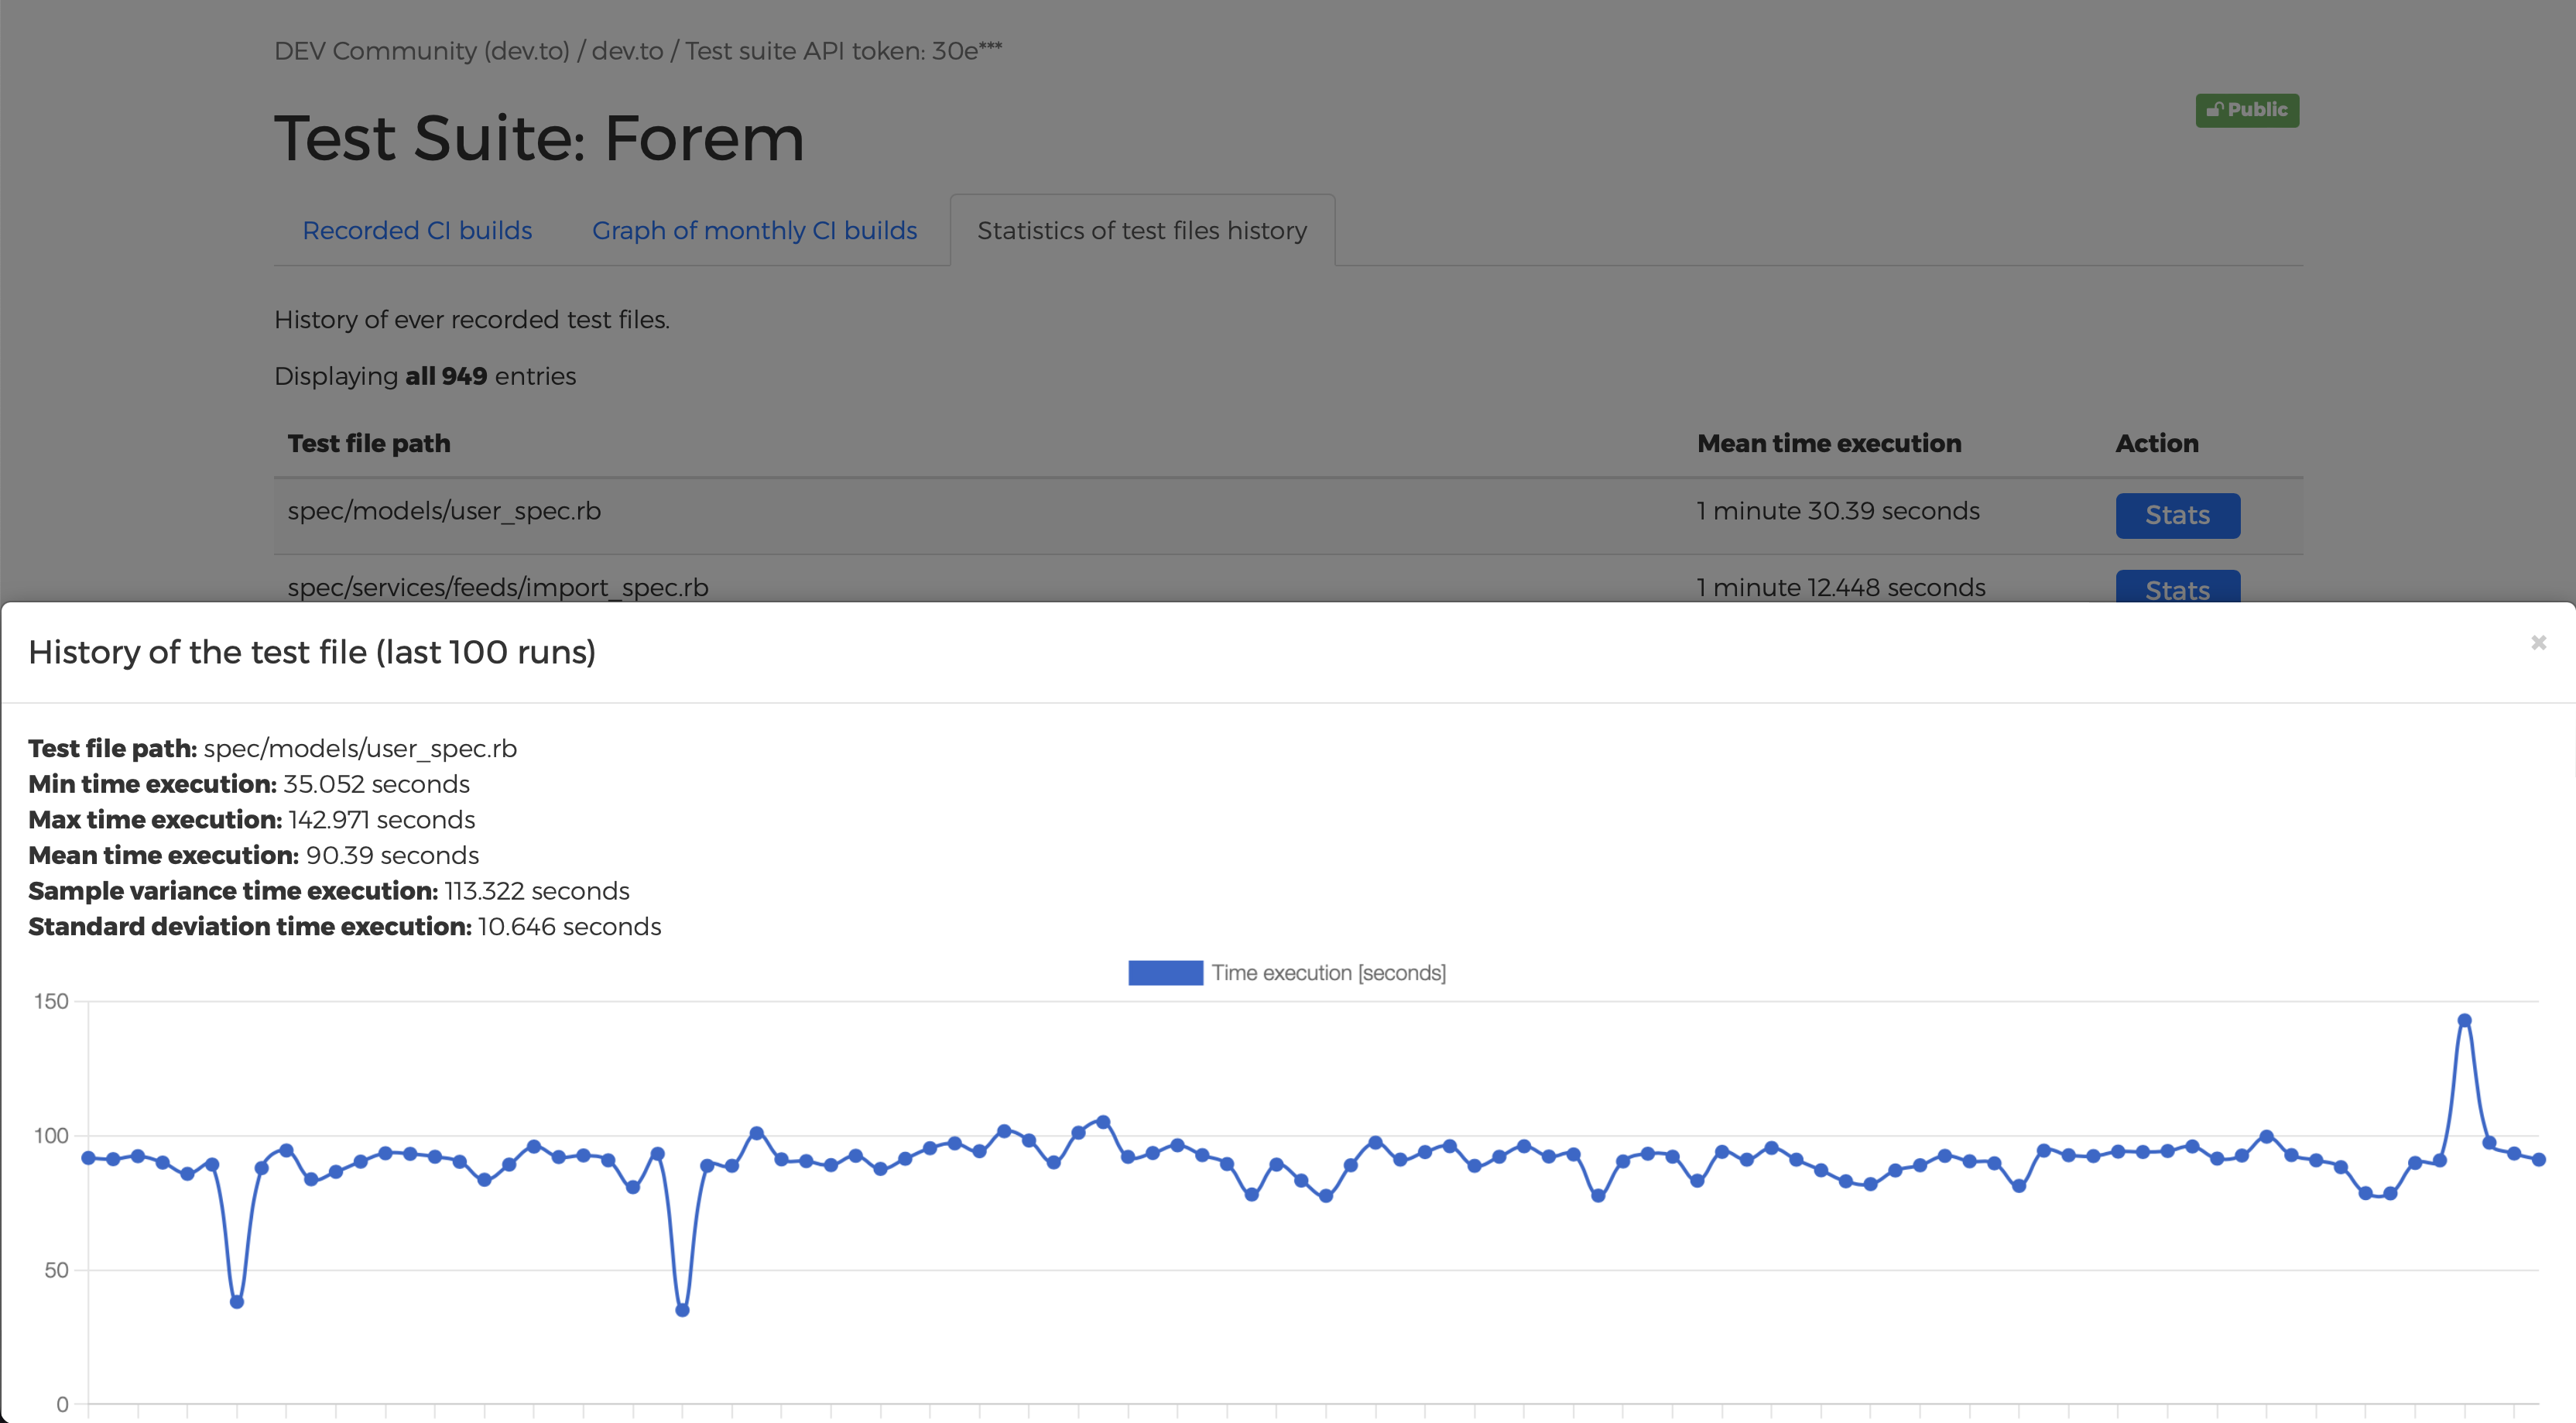 DEV Community (dev.to) / dev.to / Test suite API token: 30e***
Public
Test Suite: Forem
Recorded CI builds Graph of monthly CI builds Statistics of test files history
History of ever recorded test files.
Displaying all 949 entries
Test file path Mean time execution Action
spec/models/user_spec.rb 1 minute 30.39 seconds Stats
spec/services/feeds/import_spec.rb 1 minute 12.448 seconds Stats
History of the test file (last 100 runs)
Test file path: spec/models/user_spec.rb
Min time execution: 35.052 seconds
Max time execution: 142.971 seconds
Mean time execution: 90.39 seconds
Sample variance time execution: 113.322 seconds
Standard deviation time execution: 10.646 seconds
Time execution [seconds]
150
100
50
0